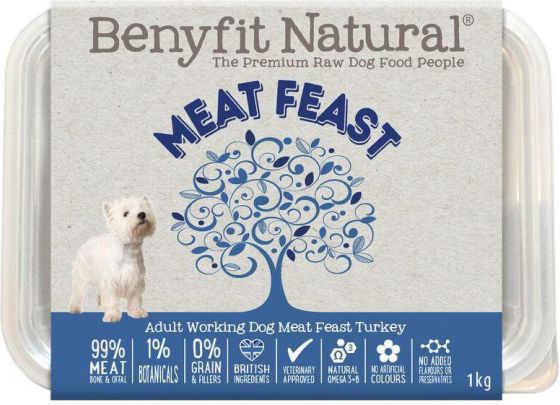 Benyfit Natural®
The Premium Raw Dog Food People
MEAT FEAST
Adult Working Dog Meat Feast Turkey
99% MEAT BONE & OFFAL
1% BOTANICALS
0% GRAIN & FILLERS
BRITISH INGREDIENTS
VETERINARY APPROVED
Ω3 NATURAL OMEGA 3+6
NO ARTIFICIAL COLOURS
NO ADDED FLAVOURS OR PRESERVATIVES
1kg